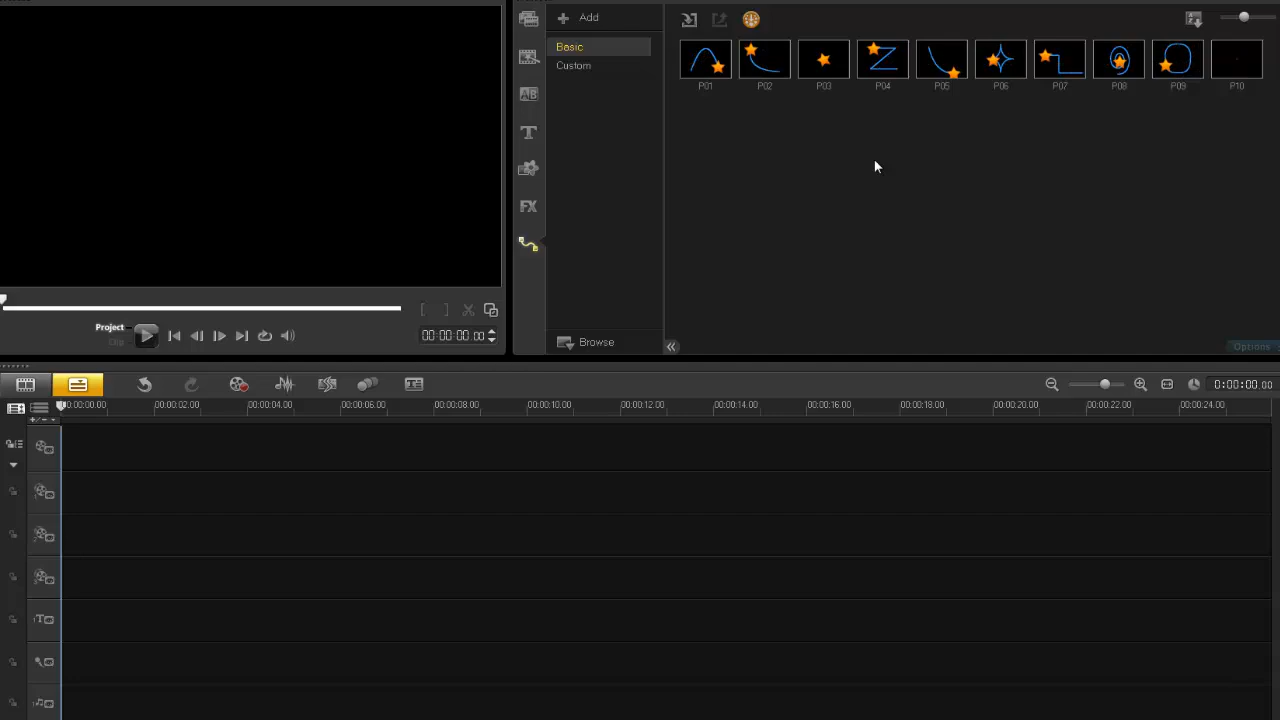 Add
Basic
Custom
AB
T
FX
P01 P02 P03 P04 P05 P06 P07 P08 P09 P10
Browse
Options
Project
Clip
00:00:00.00
0:00:00.00
00:00:00.00 00:00:02.00 00:00:04.00 00:00:06.00 00:00:08.00 00:00:10.00 00:00:12.00 00:00:14.00 00:00:16.00 00:00:18.00 00:00:20.00 00:00:22.00 00:00:24.00